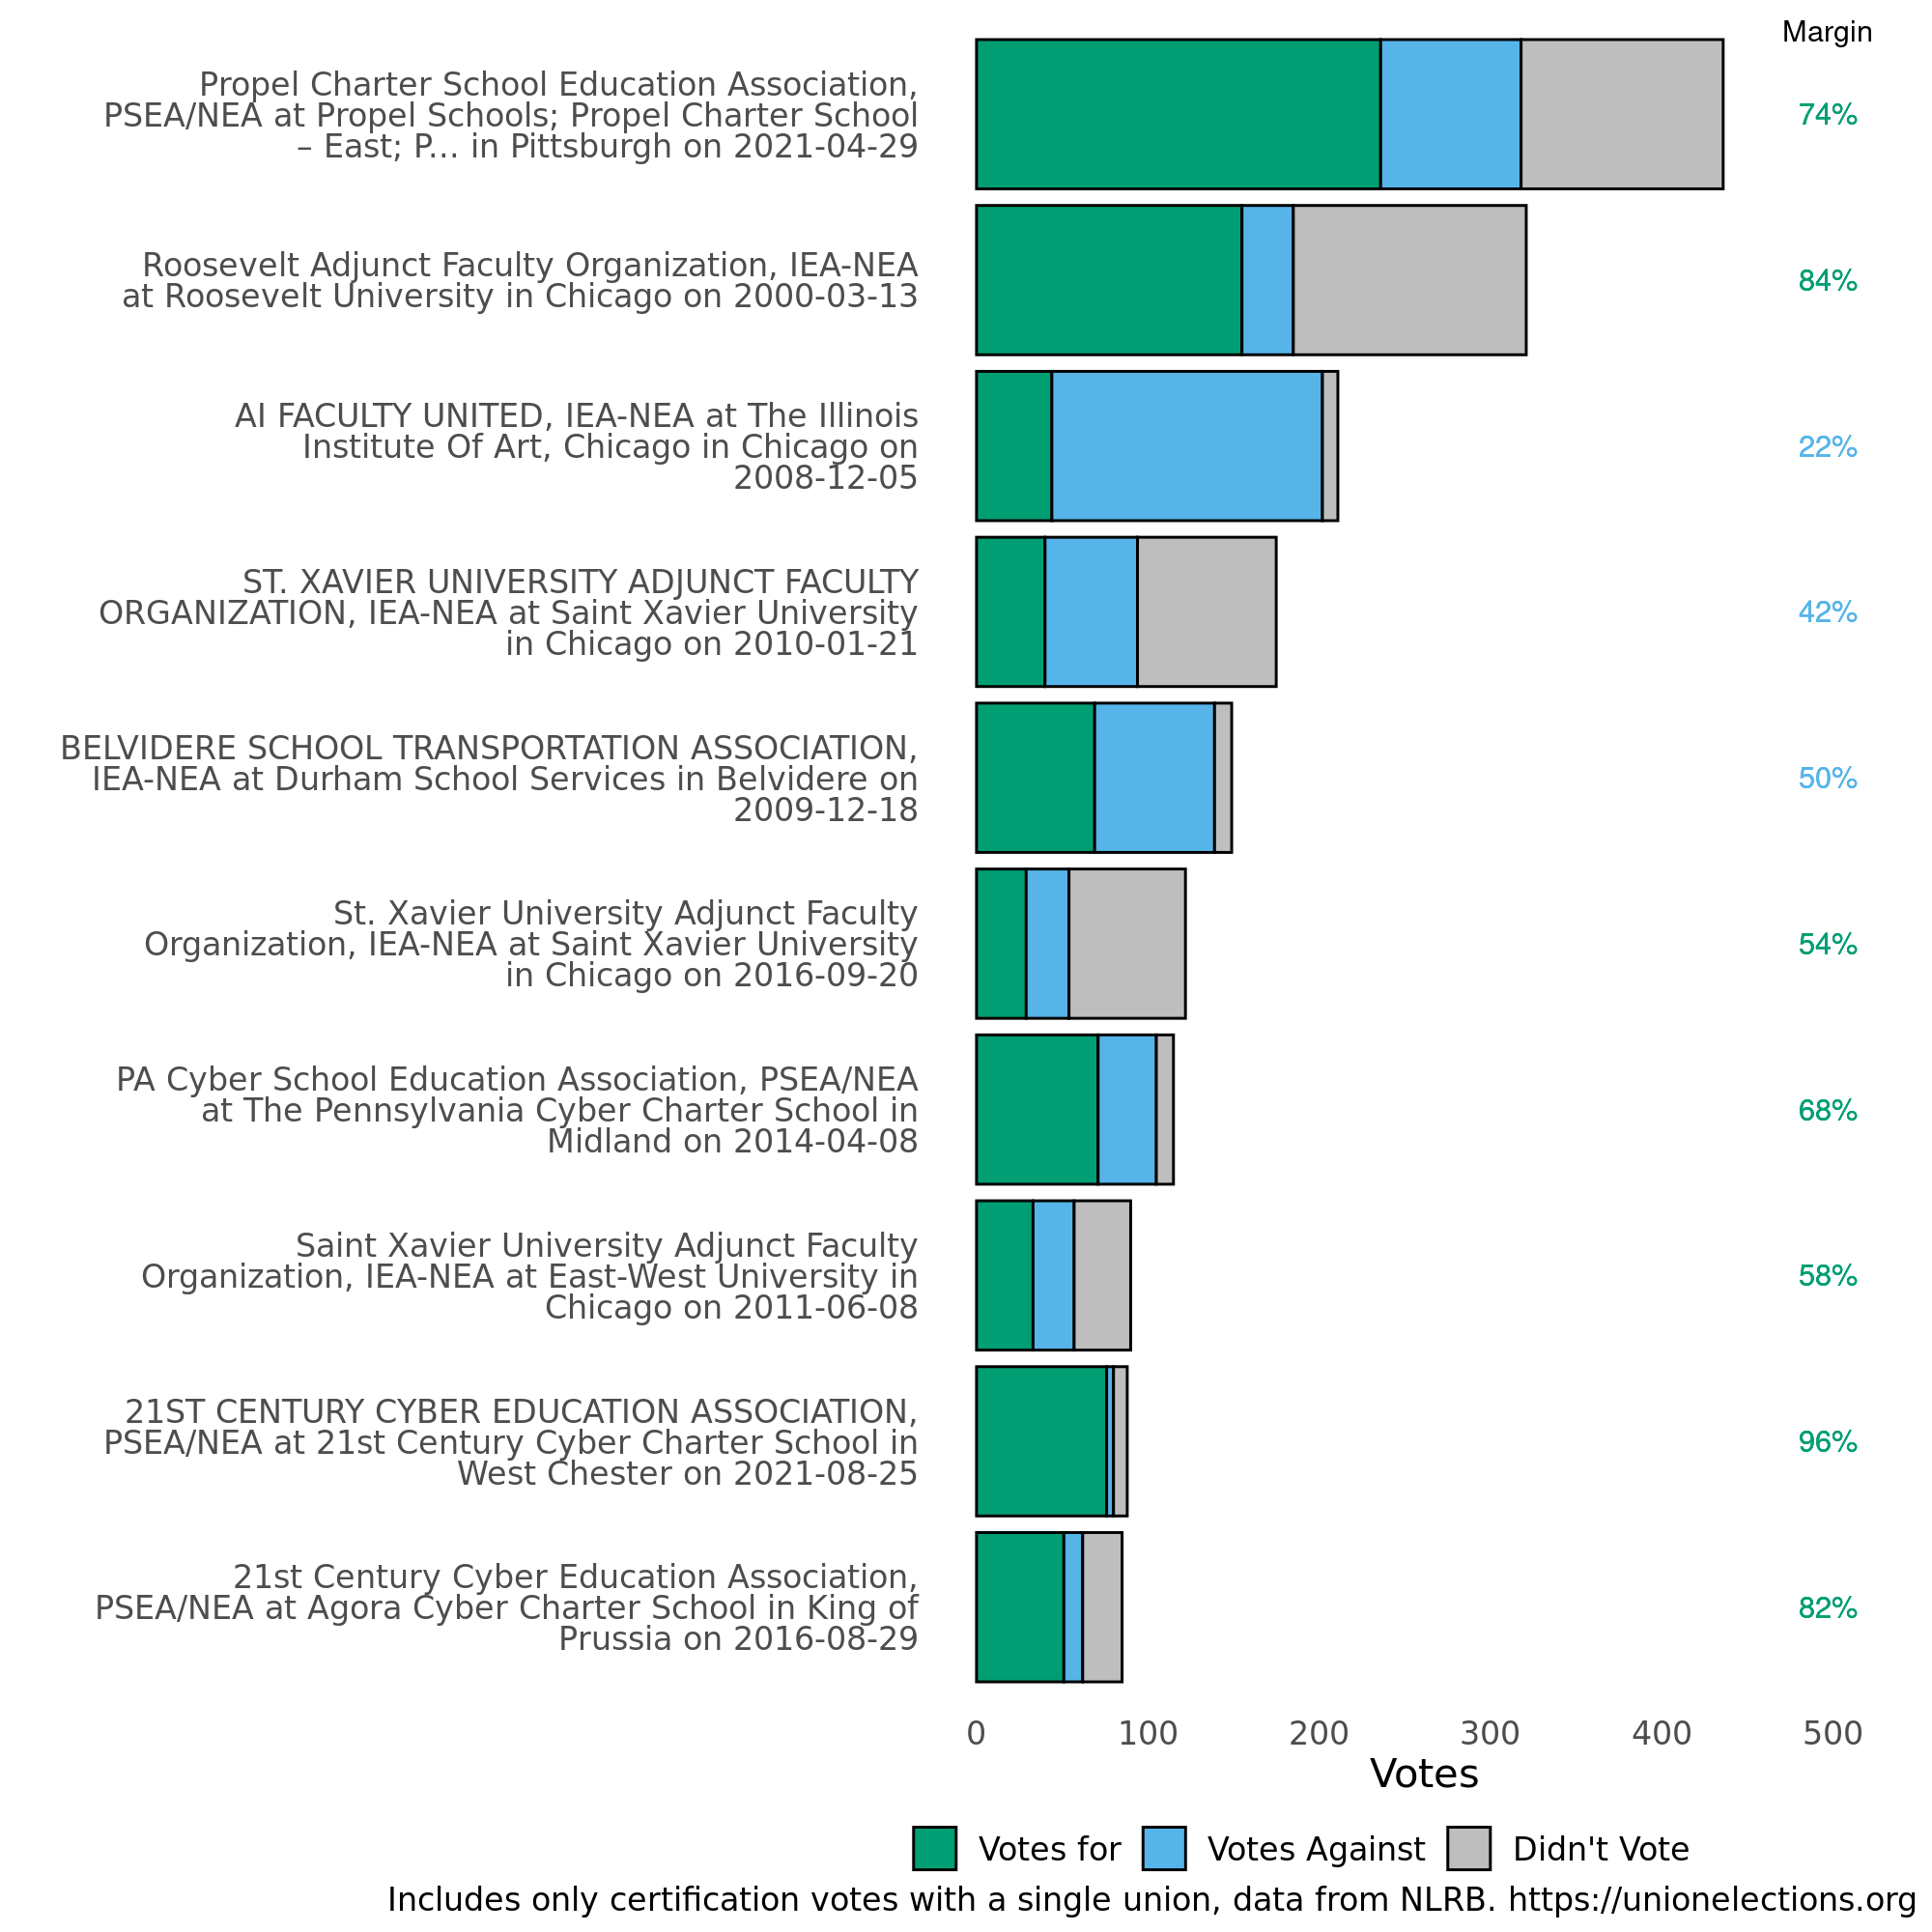 Margin
Propel Charter School Education Association,
PSEA/NEA at Propel Schools; Propel Charter School
– East; P... in Pittsburgh on 2021-04-29
74%
Roosevelt Adjunct Faculty Organization, IEA-NEA
at Roosevelt University in Chicago on 2000-03-13
84%
AI FACULTY UNITED, IEA-NEA at The Illinois
Institute Of Art, Chicago in Chicago on
2008-12-05
22%
ST. XAVIER UNIVERSITY ADJUNCT FACULTY
ORGANIZATION, IEA-NEA at Saint Xavier University
in Chicago on 2010-01-21
42%
BELVIDERE SCHOOL TRANSPORTATION ASSOCIATION,
IEA-NEA at Durham School Services in Belvidere on
2009-12-18
50%
St. Xavier University Adjunct Faculty
Organization, IEA-NEA at Saint Xavier University
in Chicago on 2016-09-20
54%
PA Cyber School Education Association, PSEA/NEA
at The Pennsylvania Cyber Charter School in
Midland on 2014-04-08
68%
Saint Xavier University Adjunct Faculty
Organization, IEA-NEA at East-West University in
Chicago on 2011-06-08
58%
21ST CENTURY CYBER EDUCATION ASSOCIATION,
PSEA/NEA at 21st Century Cyber Charter School in
West Chester on 2021-08-25
96%
21st Century Cyber Education Association,
PSEA/NEA at Agora Cyber Charter School in King of
Prussia on 2016-08-29
82%
0 100 200 300 400 500
Votes
Votes for Votes Against Didn't Vote
Includes only certification votes with a single union, data from NLRB. https://unionelections.org